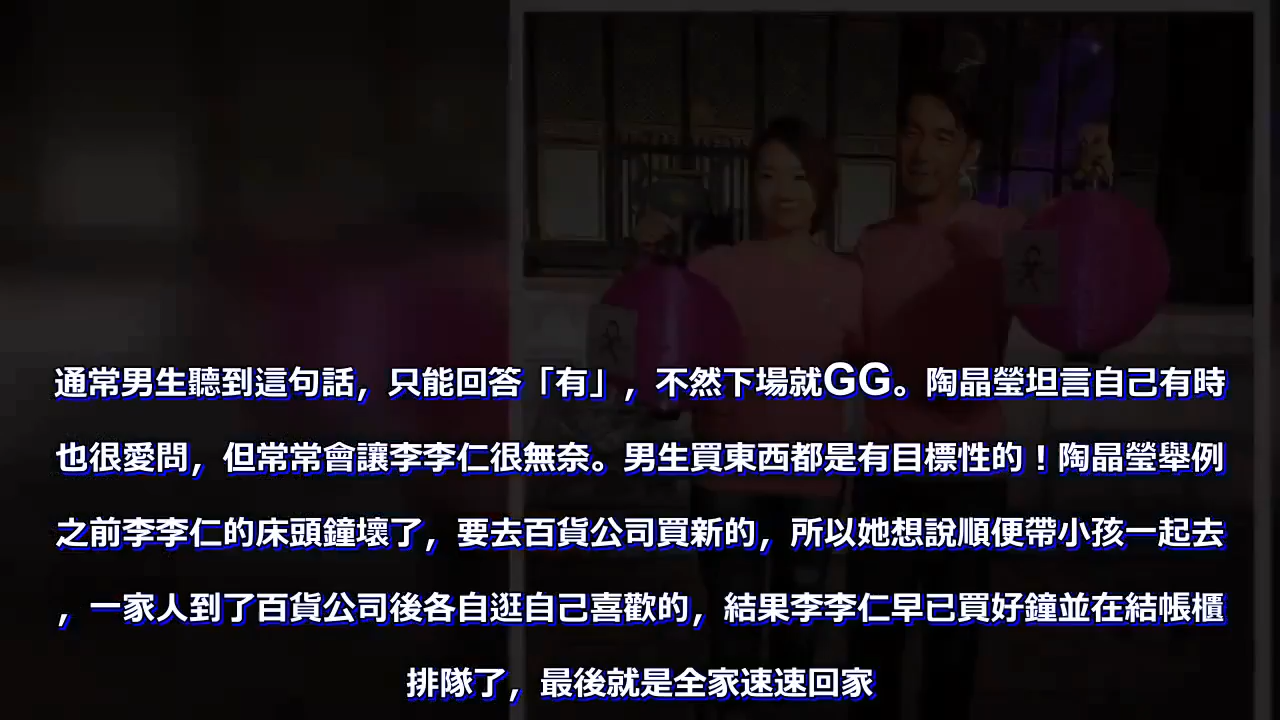 通常男生聽到這句話，只能回答「有」，不然下場就GG。陶晶瑩坦言自己有時
也很愛問，但常常會讓李李仁很無奈。男生買東西都是有目標性的！陶晶瑩舉例
之前李李仁的床頭鐘壞了，要去百貨公司買新的，所以她想說順便帶小孩一起去
，一家人到了百貨公司後各自逛自己喜歡的，結果李李仁早已買好鐘並在結帳櫃
排隊了，最後就是全家速速回家